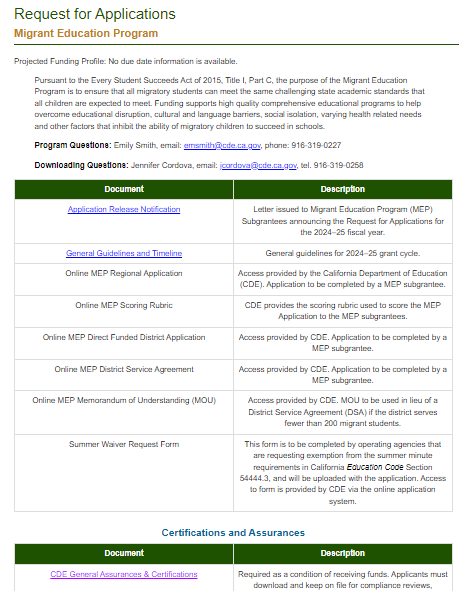 Request for Applications
Migrant Education Program
Projected Funding Profile: No due date information is available.
Pursuant to the Every Student Succeeds Act of 2015, Title I, Part C, the purpose of the Migrant Education
Program is to ensure that all migratory students can meet the same challenging state academic standards that
all children are expected to meet. Funding supports high quality comprehensive educational programs to help
overcome educational disruption, cultural and language barriers, social isolation, varying health related needs
and other factors that inhibit the ability of migratory children to succeed in schools.
Program Questions: Emily Smith, email: emsmith@cde.ca.gov, phone: 916-319-0227
Downloading Questions: Jennifer Cordova, email: jcordova@cde.ca.gov, tel. 916-319-0258
Document Description
Application Release Notification
Letter issued to Migrant Education Program (MEP)
Subgrantees announcing the Request for Applications for
the 2024–25 fiscal year.
General Guidelines and Timeline
General guidelines for 2024–25 grant cycle.
Online MEP Regional Application
Access provided by the California Department of Education
(CDE). Application to be completed by a MEP subgrantee.
Online MEP Scoring Rubric
CDE provides the scoring rubric used to score the MEP
Application to the MEP subgrantees.
Online MEP Direct Funded District Application
Access provided by CDE. Application to be completed by a
MEP subgrantee.
Online MEP District Service Agreement
Access provided by CDE. Application to be completed by a
MEP subgrantee.
Online MEP Memorandum of Understanding (MOU)
Access provided by CDE. MOU to be used in lieu of a
District Service Agreement (DSA) if the district serves
fewer than 200 migrant students.
Summer Waiver Request Form
This form is to be completed by operating agencies that
are requesting exemption from the summer minute
requirements in California Education Code Section
54444.3, and will be uploaded with the application. Access
to form is provided by CDE via the online application
system.
Certifications and Assurances
Document Description
CDE General Assurances & Certifications
Required as a condition of receiving funds. Applicants must
download and keep on file for compliance reviews,